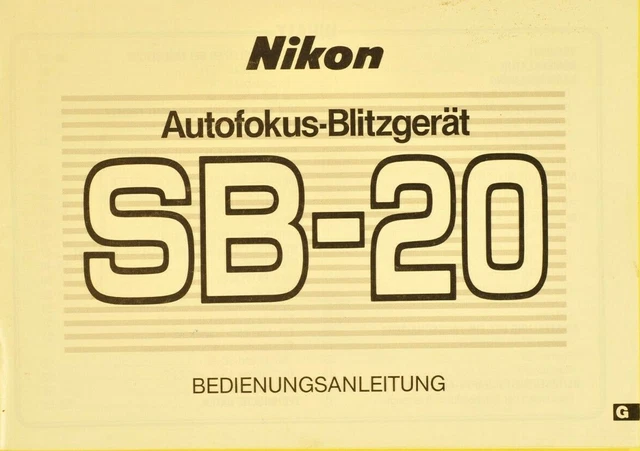 Nikon
Autofokus-Blitzgerät
SB-20
BEDIENUNGSANLEITUNG
G